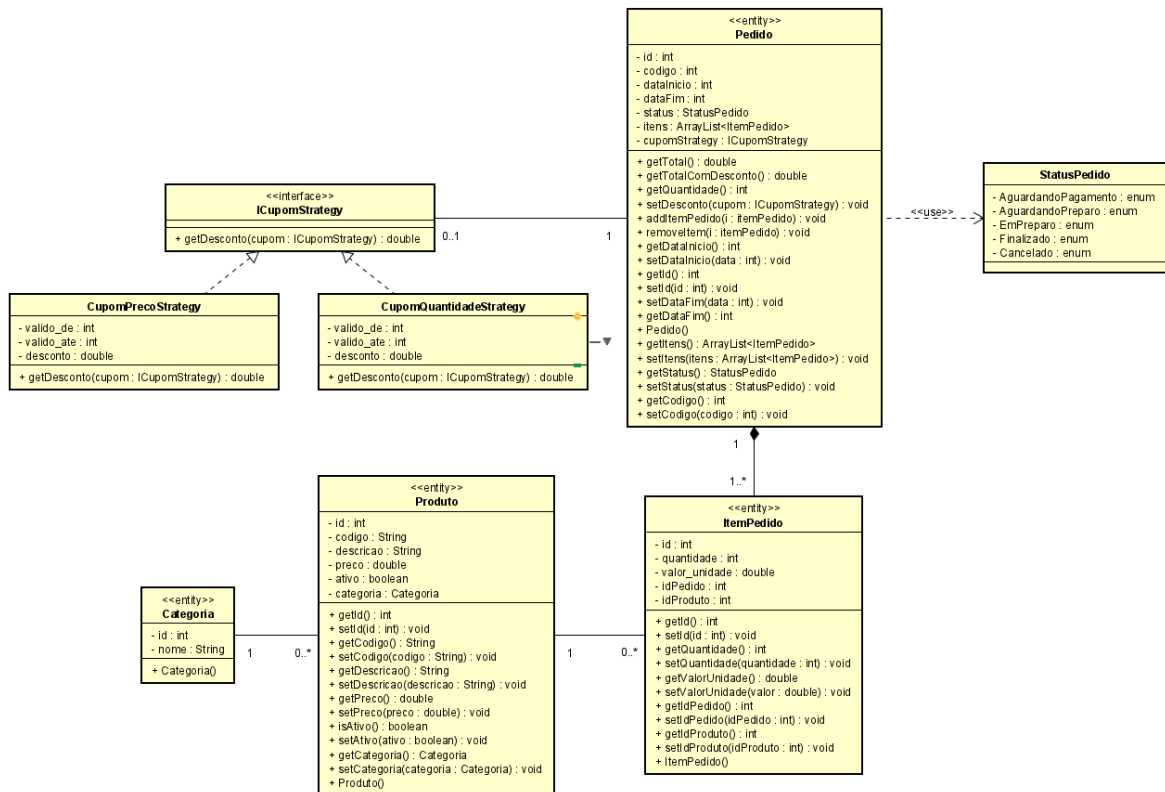 <<entity>>
Pedido
- id : int
- codigo : int
- dataInicio : int
- dataFim : int
- status : StatusPedido
- itens : ArrayList<ItemPedido>
- cupomStrategy : ICupomStrategy
+ getTotal() : double
+ getTotalComDesconto() : double
+ getQuantidade() : int
+ setDesconto(cupom : ICupomStrategy) : void
+ addItemPedido(i : itemPedido) : void
+ removeItem(i : itemPedido) : void
+ getDataInicio() : int
+ setDataInicio(data : int) : void
+ getId() : int
+ setId(id : int) : void
+ setDataFim(data : int) : void
+ getDataFim() : int
+ Pedido()
+ getItens() : ArrayList<ItemPedido>
+ setItens(itens : ArrayList<ItemPedido>) : void
+ getStatus() : StatusPedido
+ setStatus(status : StatusPedido) : void
+ getCodigo() : int
+ setCodigo(codigo : int) : void
<<interface>>
ICupomStrategy
+ getDesconto(cupom : ICupomStrategy) : double
0..1
1
<<use>>
StatusPedido
- AguardandoPagamento : enum
- AguardandoPreparo : enum
- EmPreparo : enum
- Finalizado : enum
- Cancelado : enum
CupomPrecoStrategy
- valido_de : int
- valido_ate : int
- desconto : double
+ getDesconto(cupom : ICupomStrategy) : double
CupomQuantidadeStrategy
- valido_de : int
- valido_ate : int
- desconto : double
+ getDesconto(cupom : ICupomStrategy) : double
1
1..*
<<entity>>
Produto
- id : int
- codigo : String
- descricao : String
- preco : double
- ativo : boolean
- categoria : Categoria
+ getId() : int
+ setId(id : int) : void
+ getCodigo() : String
+ setCodigo(codigo : String) : void
+ getDescricao() : String
+ setDescricao(descricao : String) : void
+ getPreco() : double
+ setPreco(preco : double) : void
+ isAtivo() : boolean
+ setAtivo(ativo : boolean) : void
+ getCategoria() : Categoria
+ setCategoria(categoria : Categoria) : void
+ Produto()
<<entity>>
ItemPedido
- id : int
- quantidade : int
- valor_unidade : double
- idPedido : int
- idProduto : int
+ getId() : int
+ setId(id : int) : void
+ getQuantidade() : int
+ setQuantidade(quantidade : int) : void
+ getValorUnidade() : double
+ setValorUnidade(valor : double) : void
+ getIdPedido() : int
+ setIdPedido(idPedido : int) : void
+ getIdProduto() : int
+ setIdProduto(idProduto : int) : void
+ ItemPedido()
<<entity>>
Categoria
- id : int
- nome : String
+ Categoria()
1
0..*
1
0..*